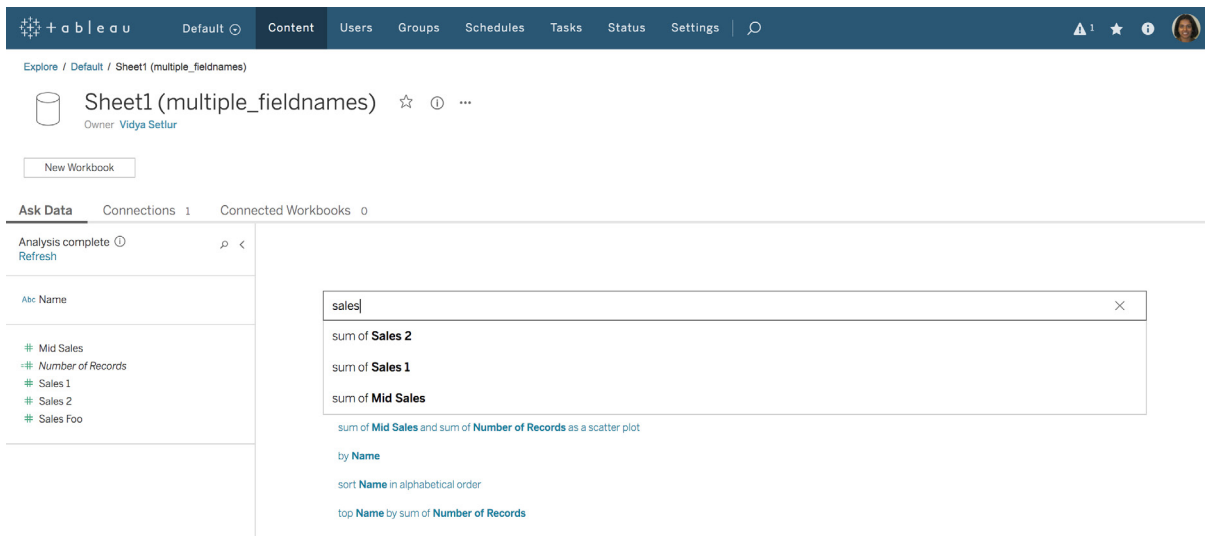 +ableau Default Content Users Groups Schedules Tasks Status Settings 1
Explore / Default / Sheet1 (multiple_fieldnames)
Sheet1 (multiple_fieldnames) ...
Owner Vidya Setlur
New Workbook
Ask Data Connections 1 Connected Workbooks 0
Analysis complete
Refresh
Abc Name
# Mid Sales
=# Number of Records
# Sales 1
# Sales 2
# Sales Foo
sales
sum of Sales 2
sum of Sales 1
sum of Mid Sales
sum of Mid Sales and sum of Number of Records as a scatter plot
by Name
sort Name in alphabetical order
top Name by sum of Number of Records